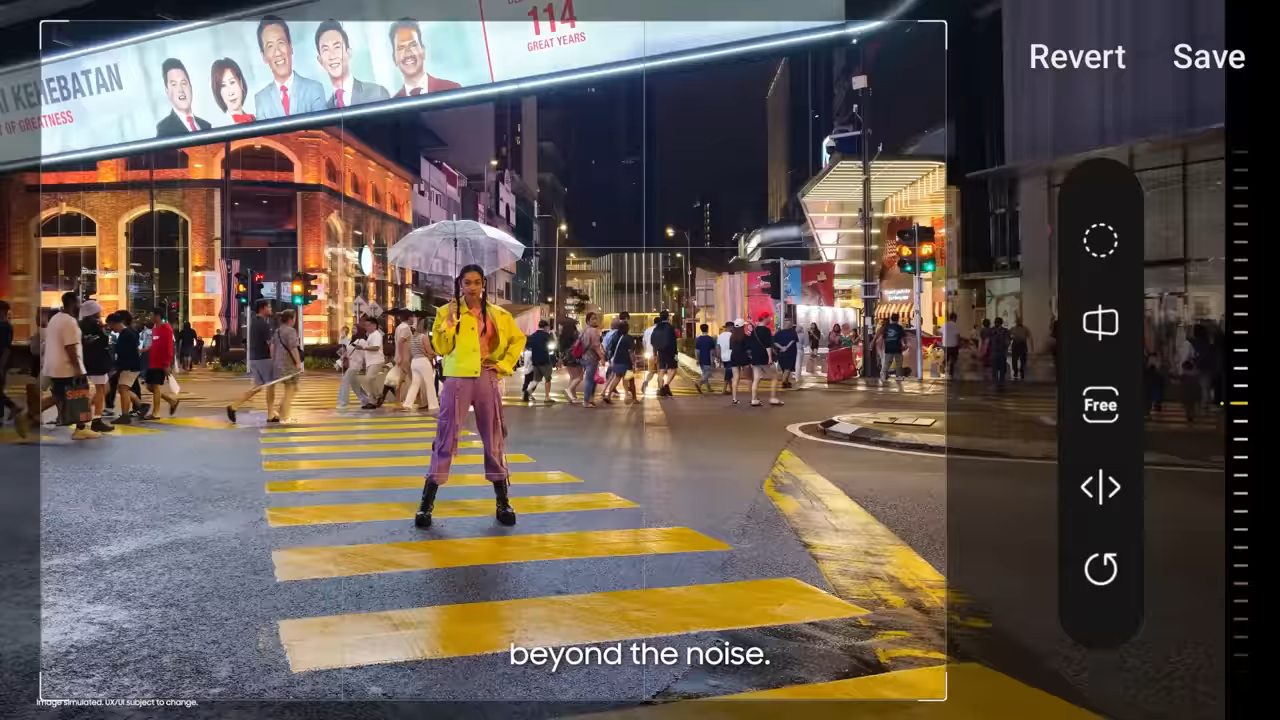 114
GREAT YEARS
AI KEHEBATAN
Y OF GREATNESS
Revert Save
Free
beyond the noise.
Image simulated. UX/UI subject to change.